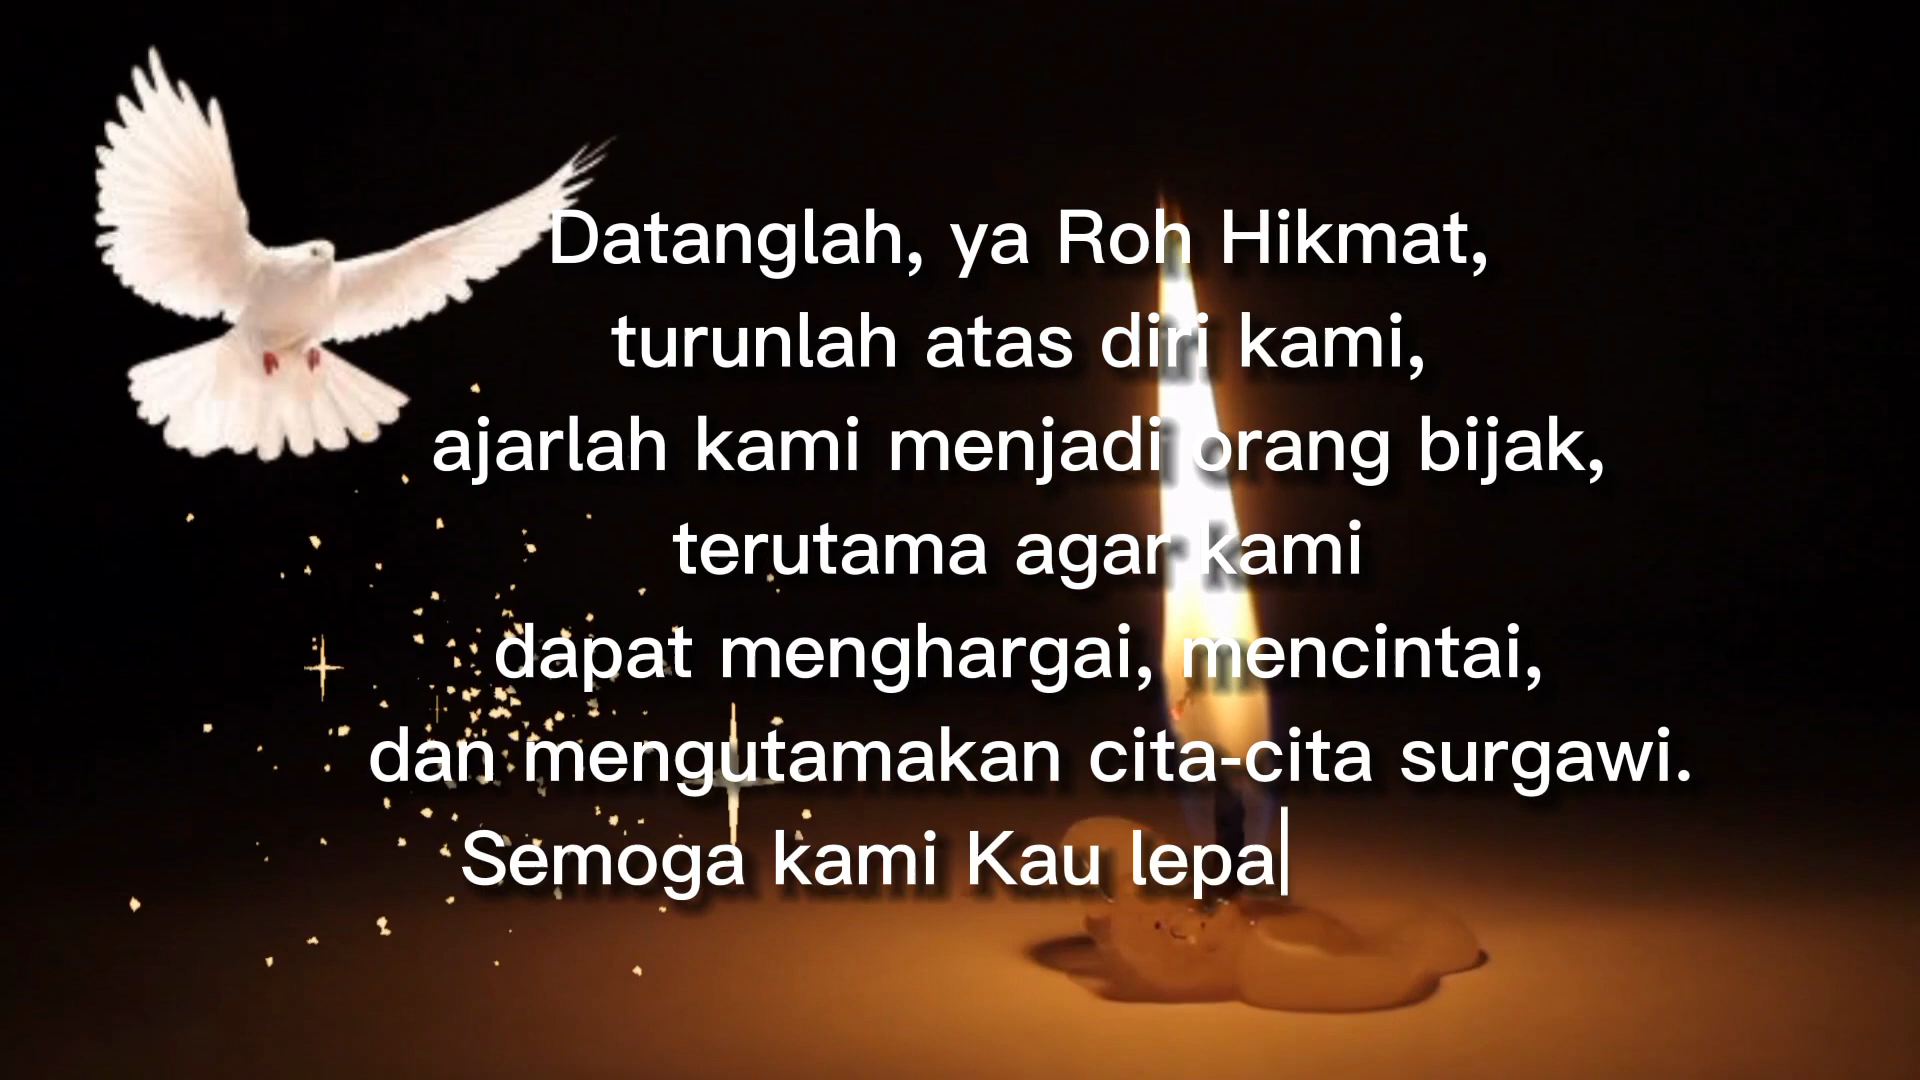 Datanglah, ya Roh Hikmat,
turunlah atas diri kami,
ajarlah kami menjadi orang bijak,
terutama agar kami
dapat menghargai, mencintai,
dan mengutamakan cita-cita surgawi.
Semoga kami Kau lepa